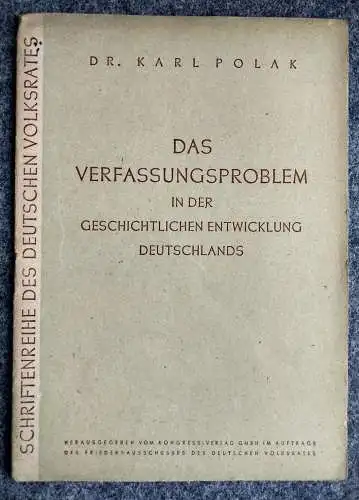 DR. KARL POLAK
DAS
VERFASSUNGSPROBLEM
IN DER
GESCHICHTLICHEN ENTWICKLUNG
DEUTSCHLANDS
HERAUSGEGEBEN VOM KONGRESS-VERLAG GMBH IM AUFTRAGE
DES FRIEDENSAUSSCHUSSES DES DEUTSCHEN VOLKSRATES
SCHRIFTENREIHE DES DEUTSCHEN VOLKSRATES